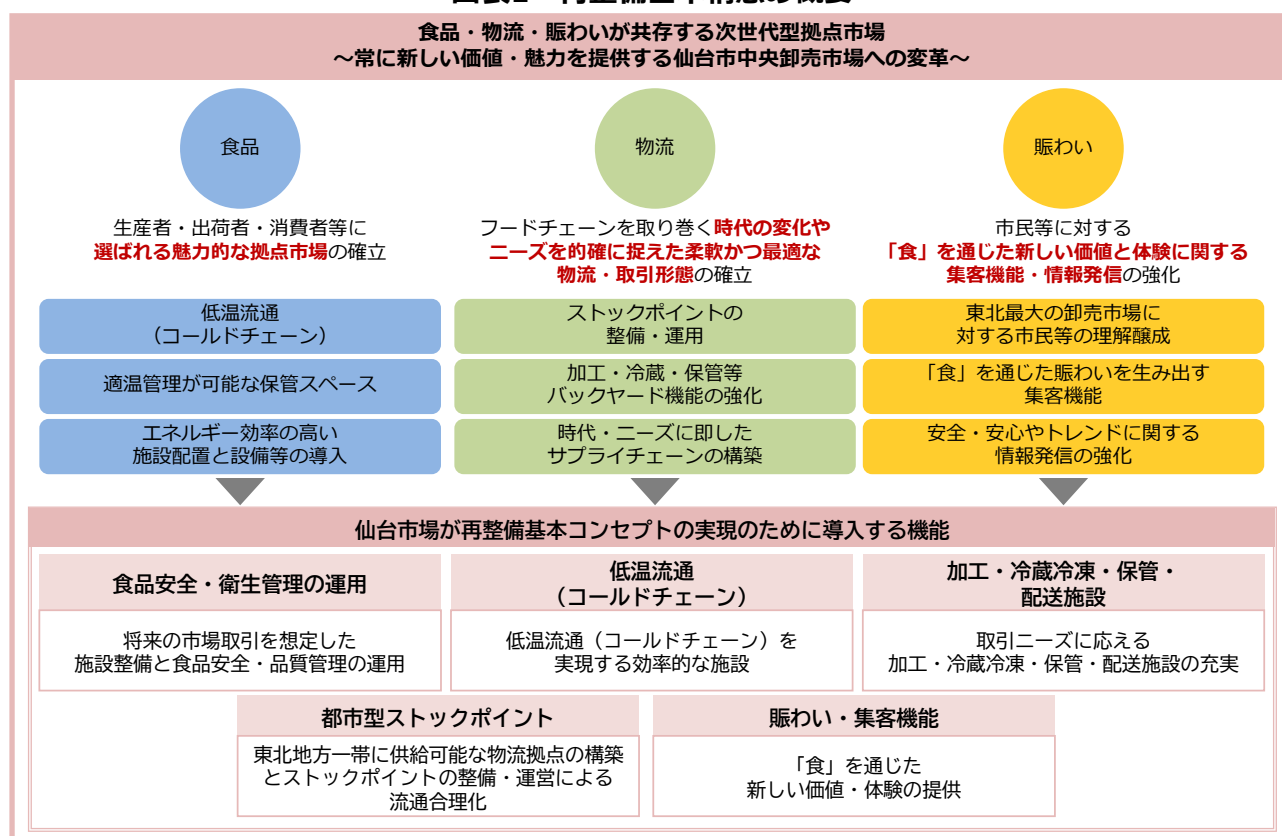 食品・物流・賑わいが共存する次世代型拠点市場
～常に新しい価値・魅力を提供する仙台市中央卸売市場への変革～
食品
生産者・出荷者・消費者等に
選ばれる魅力的な拠点市場の確立
低温流通
（コールドチェーン）
適温管理が可能な保管スペース
エネルギー効率の高い
施設配置と設備等の導入
物流
フードチェーンを取り巻く時代の変化や
ニーズを的確に捉えた柔軟かつ最適な
物流・取引形態の確立
ストックポイントの
整備・運用
加工・冷蔵・保管等
バックヤード機能の強化
時代・ニーズに即した
サプライチェーンの構築
賑わい
市民等に対する
「食」を通じた新しい価値と体験に関する
集客機能・情報発信の強化
東北最大の卸売市場に
対する市民等の理解醸成
「食」を通じた賑わいを生み出す
集客機能
安全・安心やトレンドに関する
情報発信の強化
仙台市場が再整備基本コンセプトの実現のために導入する機能
食品安全・衛生管理の運用
将来の市場取引を想定した
施設整備と食品安全・品質管理の運用
低温流通
（コールドチェーン）
低温流通（コールドチェーン）を
実現する効率的な施設
加工・冷蔵冷凍・保管・
配送施設
取引ニーズに応える
加工・冷蔵冷凍・保管・配送施設の充実
都市型ストックポイント
東北地方一帯に供給可能な物流拠点の構築
とストックポイントの整備・運営による
流通合理化
賑わい・集客機能
「食」を通じた
新しい価値・体験の提供